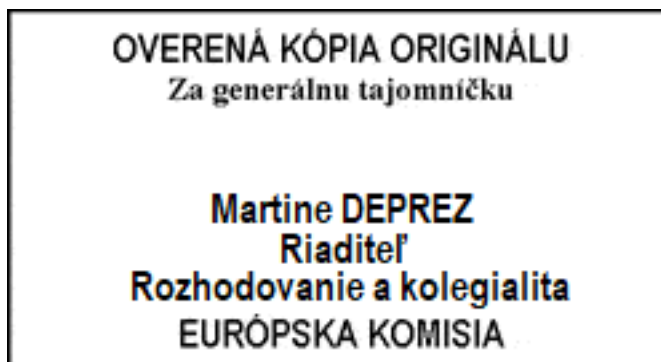 OVERENÁ KÓPIA ORIGINÁLU
Za generálnu tajomníčku
Martine DEPREZ
Riaditeľ
Rozhodovanie a kolegialita
EURÓPSKA KOMISIA